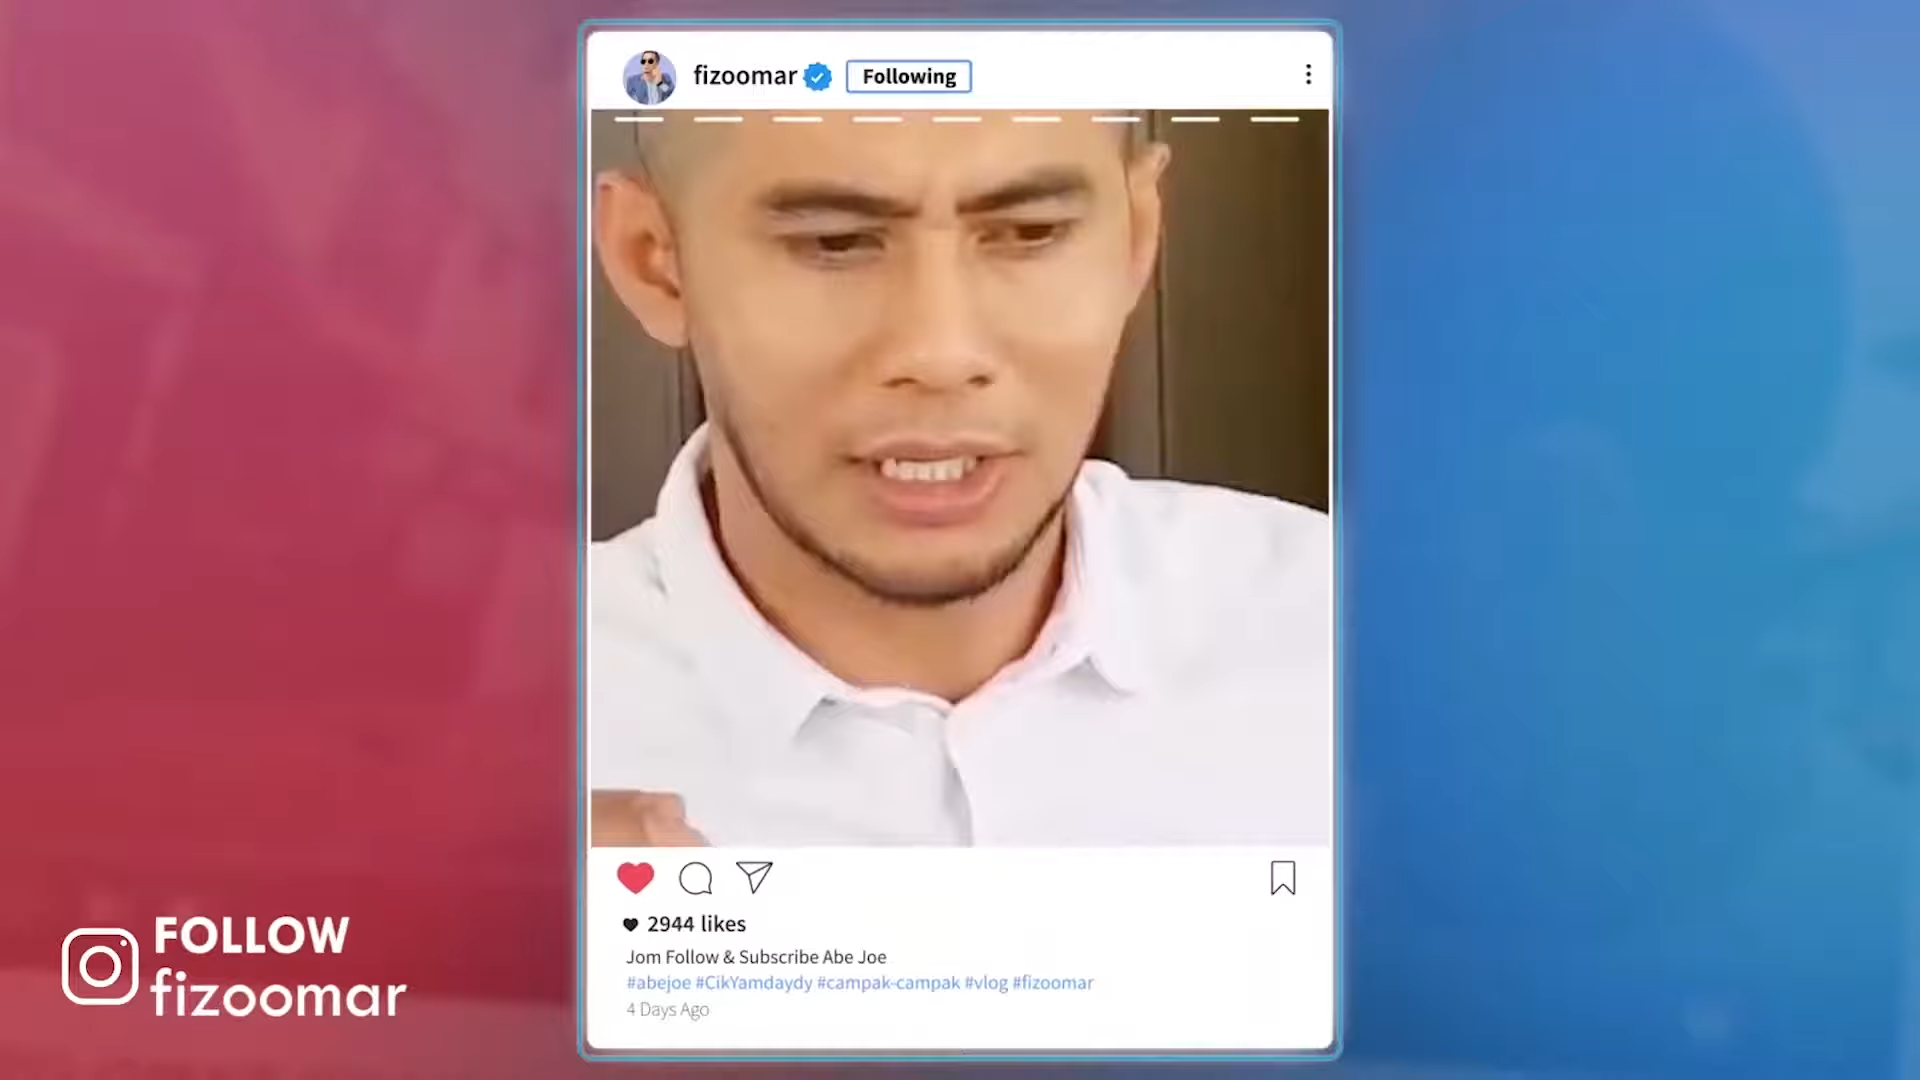 fizoomar
Following
2944 likes
Jom Follow & Subscribe Abe Joe
#abejoe #CikYamdaydy #campak-campak #vlog #fizoomar
4 Days Ago
FOLLOW
fizoomar